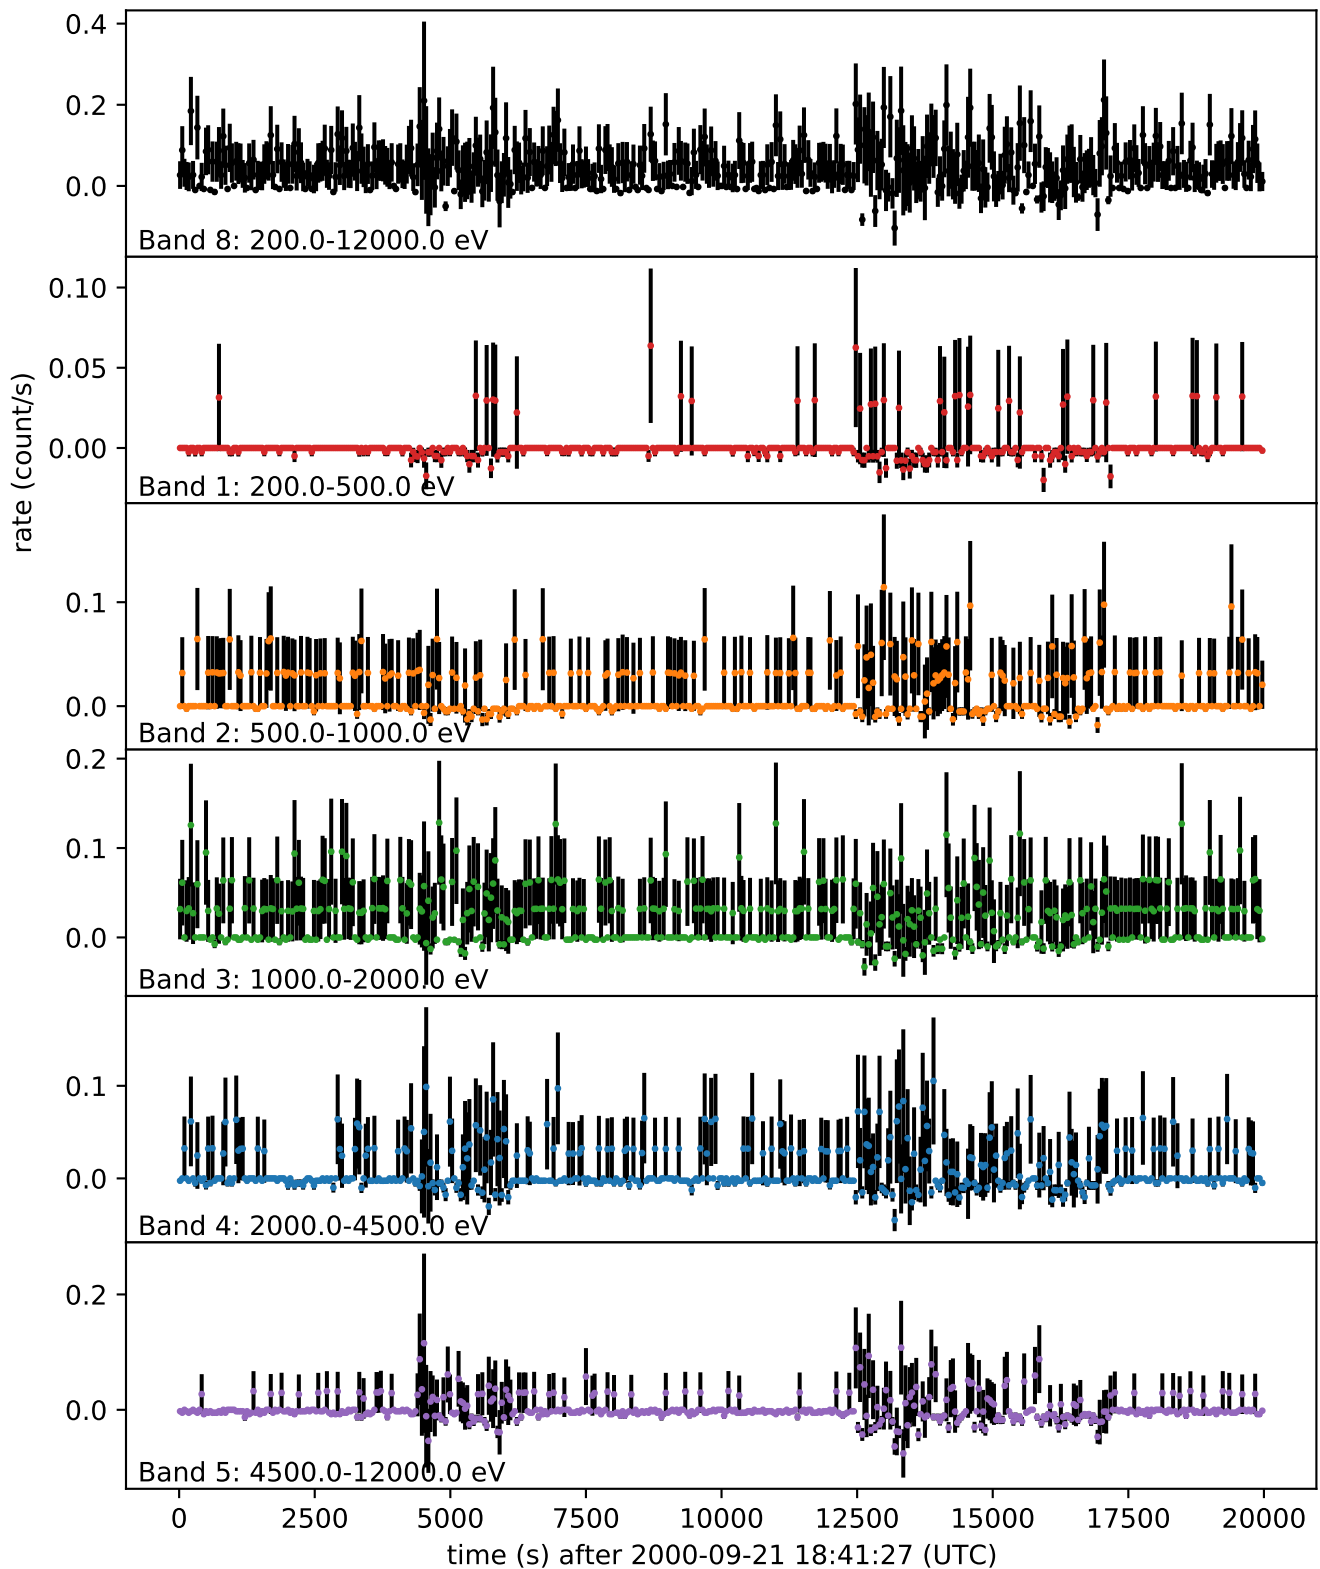 0.4
0.2
0.0
Band 8: 200.0-12000.0 eV
0.10
0.05
0.00
Band 1: 200.0-500.0 eV
rate (count/s)
0.1
0.0
Band 2: 500.0-1000.0 eV
0.2
0.1
0.0
Band 3: 1000.0-2000.0 eV
0.1
0.0
Band 4: 2000.0-4500.0 eV
0.2
0.0
Band 5: 4500.0-12000.0 eV
0 2500 5000 7500 10000 12500 15000 17500 20000
time (s) after 2000-09-21 18:41:27 (UTC)